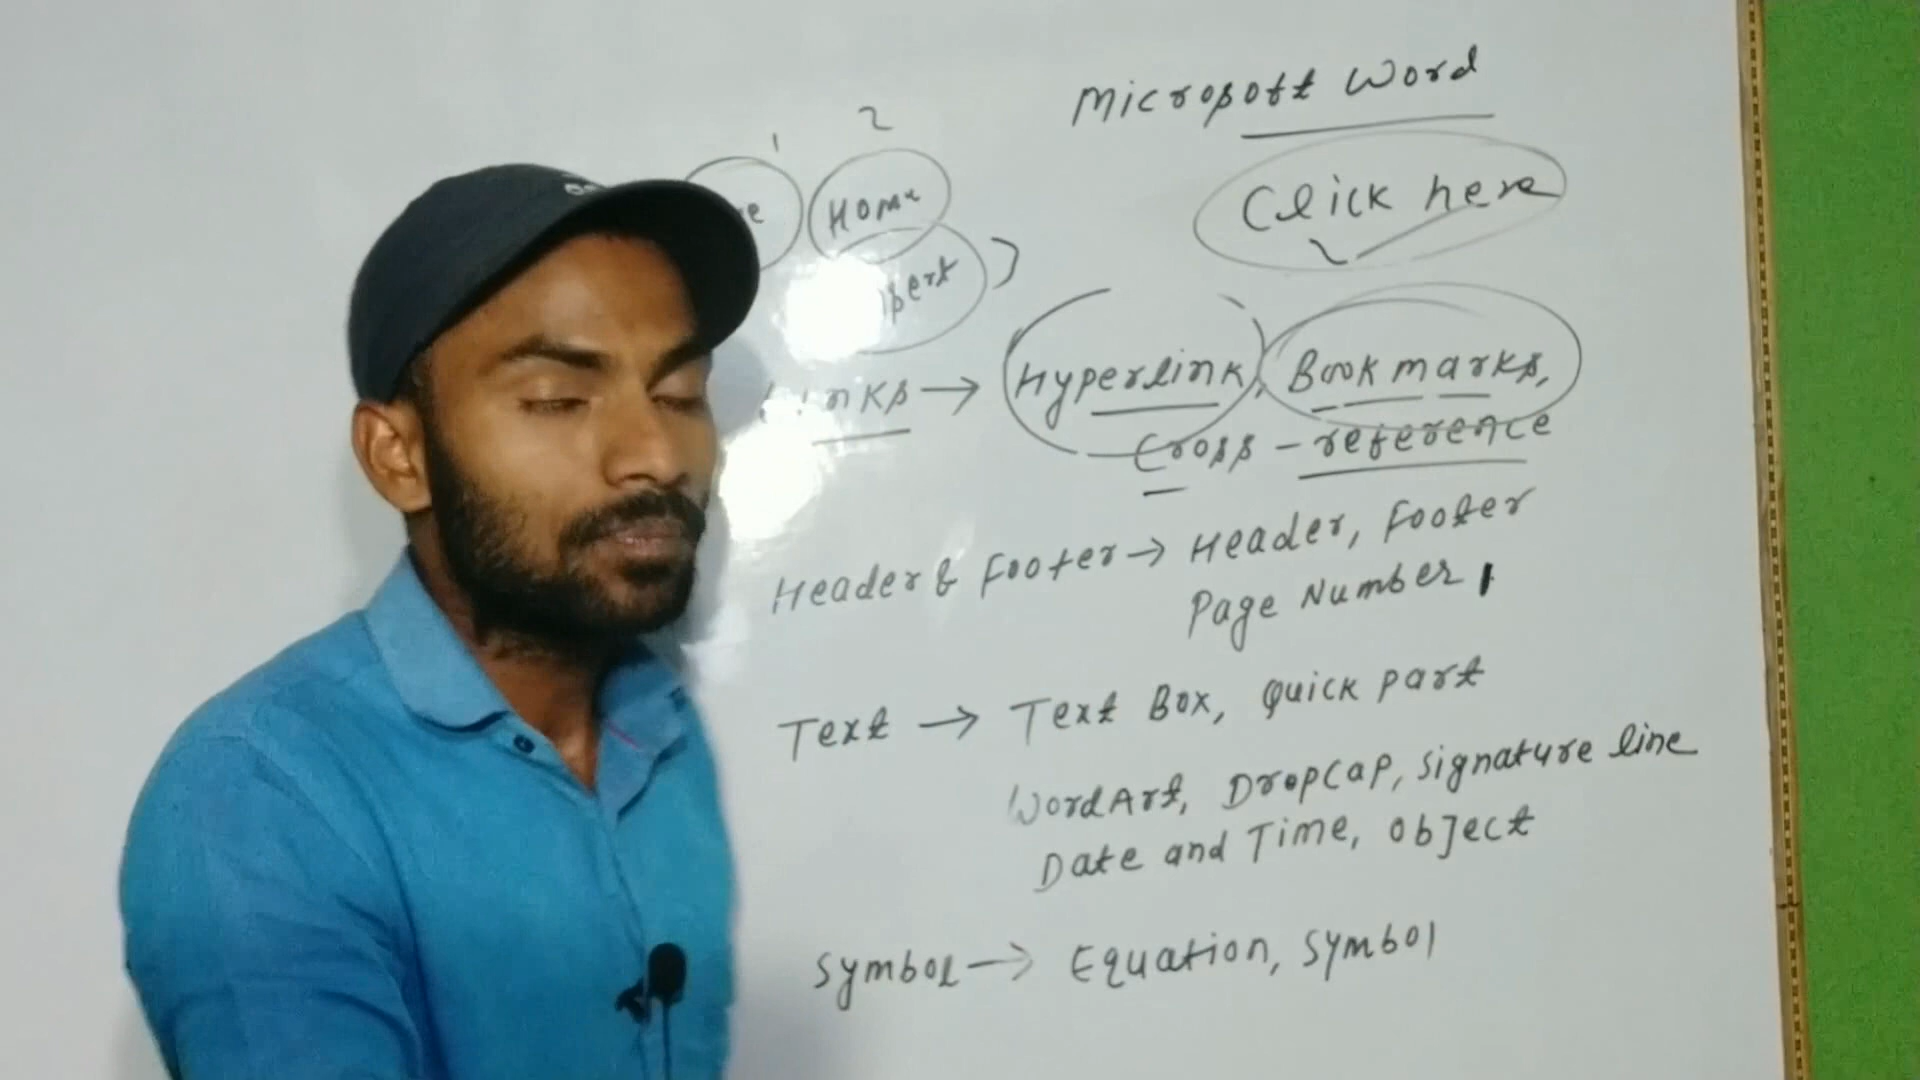 Microsoft Word
1 2
Home
Click here
Links → Hyperlink, Bookmarks,
Cross-reference
Header & Footer → Header, Footer
Page Number,
Text → Text Box, Quick part
WordArt, DropCap, signature line
Date and Time, Object
Symbol → Equation, Symbol